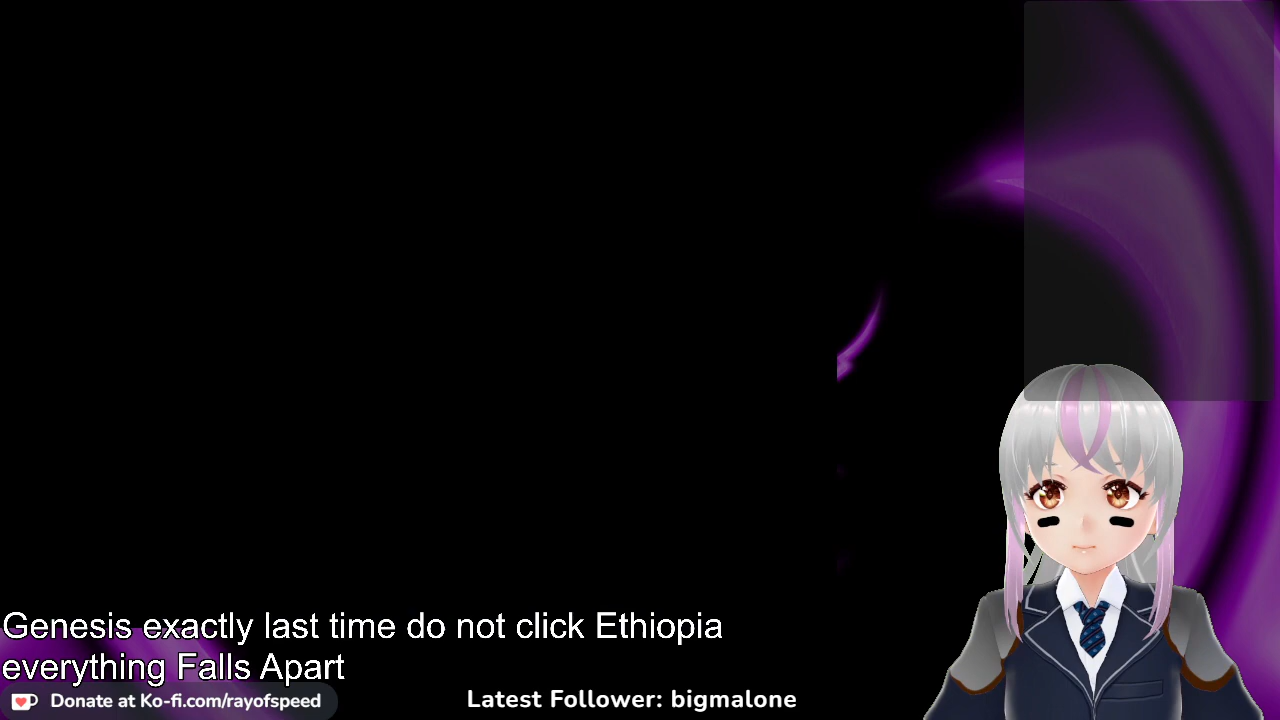 Genesis exactly last time do not click Ethiopia
everything Falls Apart
Donate at Ko-fi.com/rayofspeed
Latest Follower: bigmalone